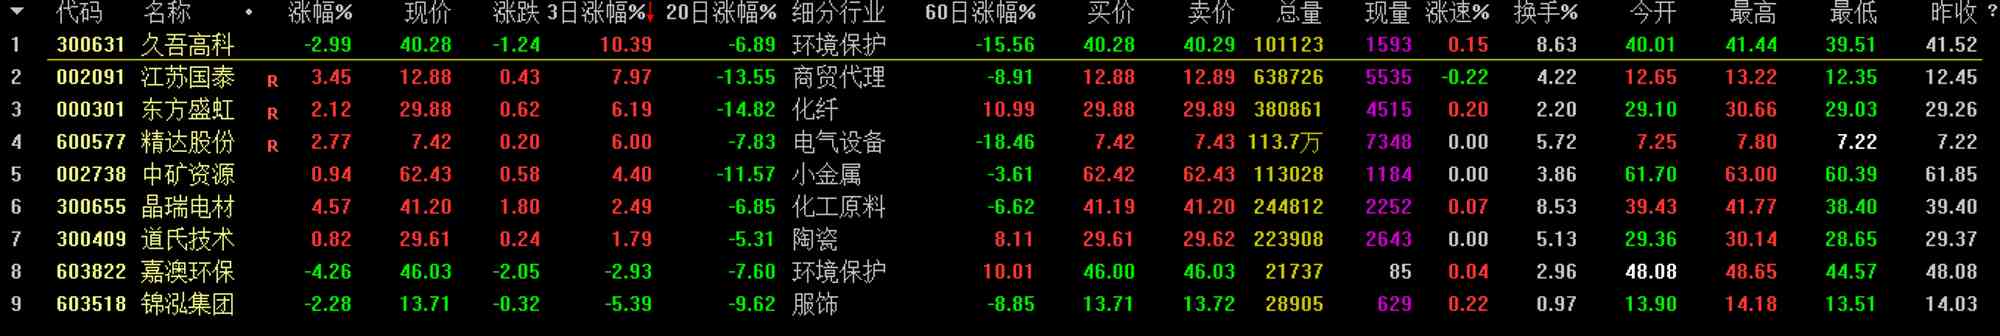 代码 名称 • 涨幅% 现价 涨跌 3日涨幅%↓ 20日涨幅% 细分行业 60日涨幅% 买价 卖价 总量 现量 涨速% 换手% 今开 最高 最低 昨收 ?
1 300631 久吾高科 -2.99 40.28 -1.24 10.39 -6.89 环境保护 -15.56 40.28 40.29 101123 1593 0.15 8.63 40.01 41.44 39.51 41.52
2 002091 江苏国泰 R 3.45 12.88 0.43 7.97 -13.55 商贸代理 -8.91 12.88 12.89 638726 5535 -0.22 4.22 12.65 13.22 12.35 12.45
3 000301 东方盛虹 R 2.12 29.88 0.62 6.19 -14.82 化纤 10.99 29.88 29.89 380861 4515 0.20 2.20 29.10 30.66 29.03 29.26
4 600577 精达股份 R 2.77 7.42 0.20 6.00 -7.83 电气设备 -18.46 7.42 7.43 113.7万 7348 0.00 5.72 7.25 7.80 7.22 7.22
5 002738 中矿资源 0.94 62.43 0.58 4.40 -11.57 小金属 -3.61 62.42 62.43 113028 1184 0.00 3.86 61.70 63.00 60.39 61.85
6 300655 晶瑞电材 4.57 41.20 1.80 2.49 -6.85 化工原料 -6.62 41.19 41.20 244812 2252 0.07 8.53 39.43 41.77 38.40 39.40
7 300409 道氏技术 0.82 29.61 0.24 1.79 -5.31 陶瓷 8.11 29.61 29.62 223908 2643 0.00 5.13 29.36 30.14 28.65 29.37
8 603822 嘉澳环保 -4.26 46.03 -2.05 -2.93 -7.60 环境保护 10.01 46.00 46.03 21737 85 0.04 2.96 48.08 48.65 44.57 48.08
9 603518 锦泓集团 -2.28 13.71 -0.32 -5.39 -9.62 服饰 -8.85 13.71 13.72 28905 629 0.22 0.97 13.90 14.18 13.51 14.03